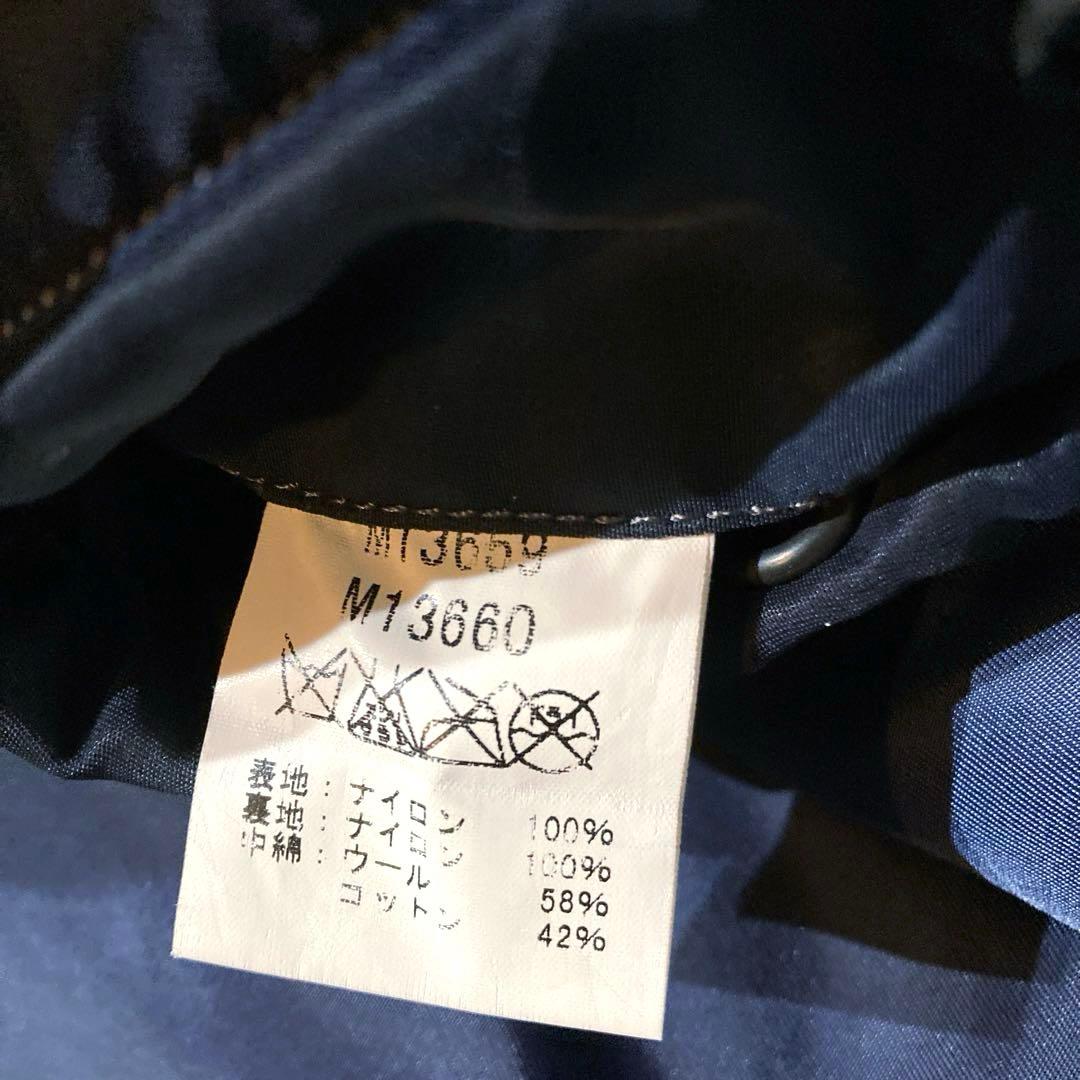 M13659
M13660
表地:ナイロン 100%
裏地:ナイロン 100%
中綿:ウール 58%
コットン 42%